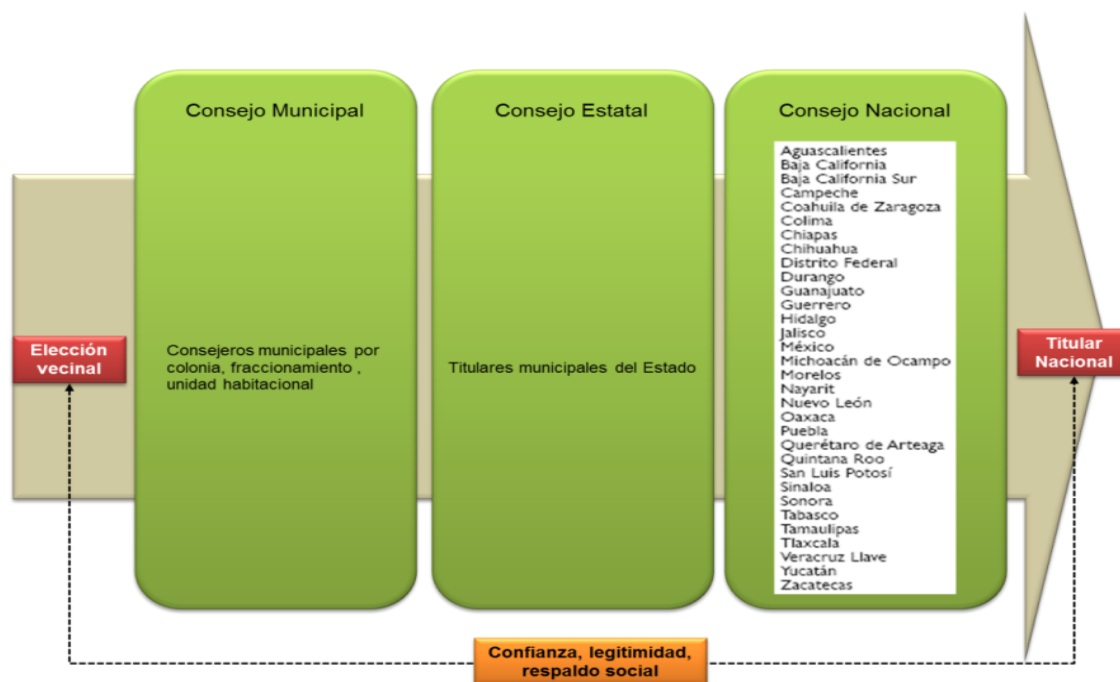 Consejo Municipal
Consejo Estatal
Consejo Nacional
Elección
vecinal
Consejeros municipales por
colonia, fraccionamiento ,
unidad habitacional
Titulares municipales del Estado
Aguascalientes
Baja California
Baja California Sur
Campeche
Coahuila de Zaragoza
Colima
Chiapas
Chihuahua
Distrito Federal
Durango
Guanajuato
Guerrero
Hidalgo
Jalisco
México
Michoacán de Ocampo
Morelos
Nayarit
Nuevo León
Oaxaca
Puebla
Querétaro de Arteaga
Quintana Roo
San Luis Potosí
Sinaloa
Sonora
Tabasco
Tamaulipas
Tlaxcala
Veracruz Llave
Yucatán
Zacatecas
Titular
Nacional
Confianza, legitimidad,
respaldo social